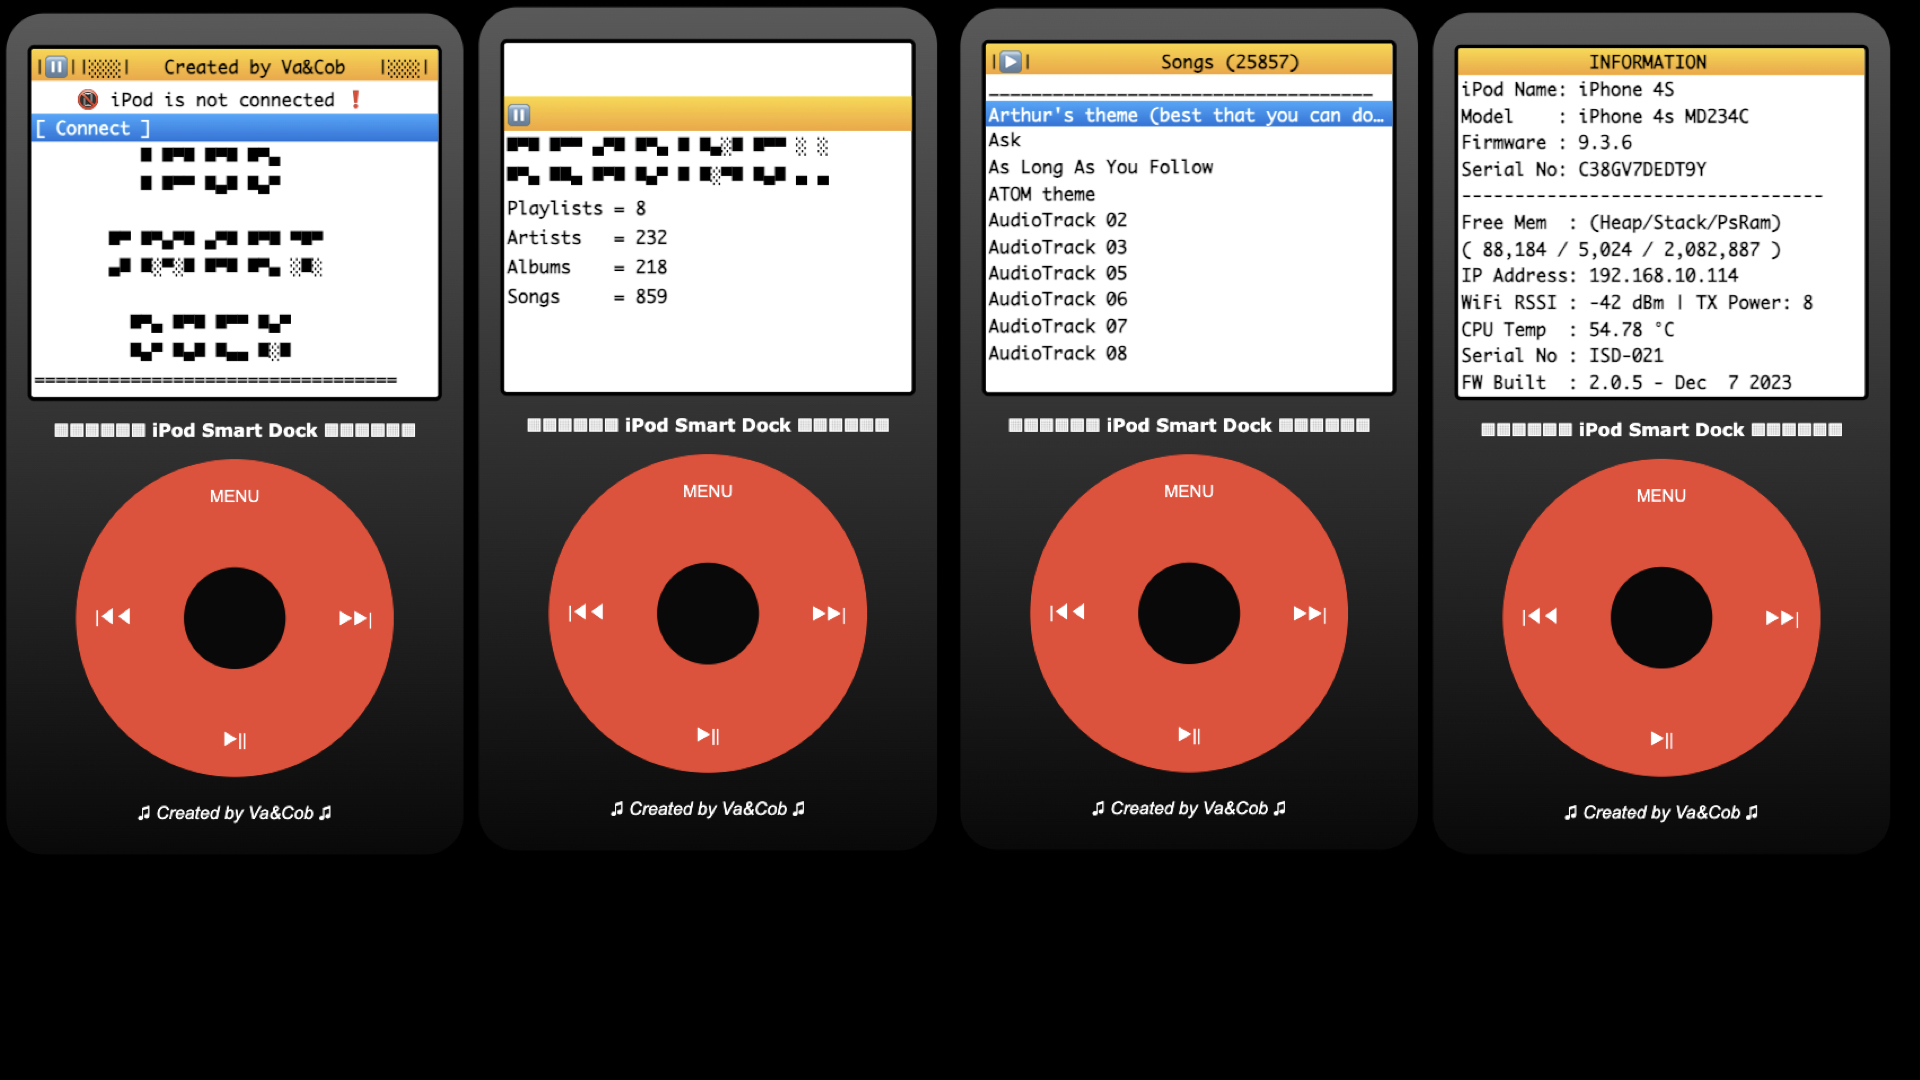 Created by Va&Cob
iPod is not connected
[ Connect ]
==================================
iPod Smart Dock
MENU
♫ Created by Va&Cob ♫
Playlists = 8
Artists = 232
Albums = 218
Songs = 859
iPod Smart Dock
MENU
♫ Created by Va&Cob ♫
Songs (25857)
Arthur's theme (best that you can do…
Ask
As Long As You Follow
ATOM theme
AudioTrack 02
AudioTrack 03
AudioTrack 05
AudioTrack 06
AudioTrack 07
AudioTrack 08
iPod Smart Dock
MENU
♫ Created by Va&Cob ♫
INFORMATION
iPod Name: iPhone 4S
Model : iPhone 4s MD234C
Firmware : 9.3.6
Serial No: C38GV7DEDT9Y
----------------------------------
Free Mem : (Heap/Stack/PsRam)
( 88,184 / 5,024 / 2,082,887 )
IP Address: 192.168.10.114
WiFi RSSI : -42 dBm | TX Power: 8
CPU Temp : 54.78 °C
Serial No : ISD-021
FW Built : 2.0.5 - Dec 7 2023
iPod Smart Dock
MENU
♫ Created by Va&Cob ♫